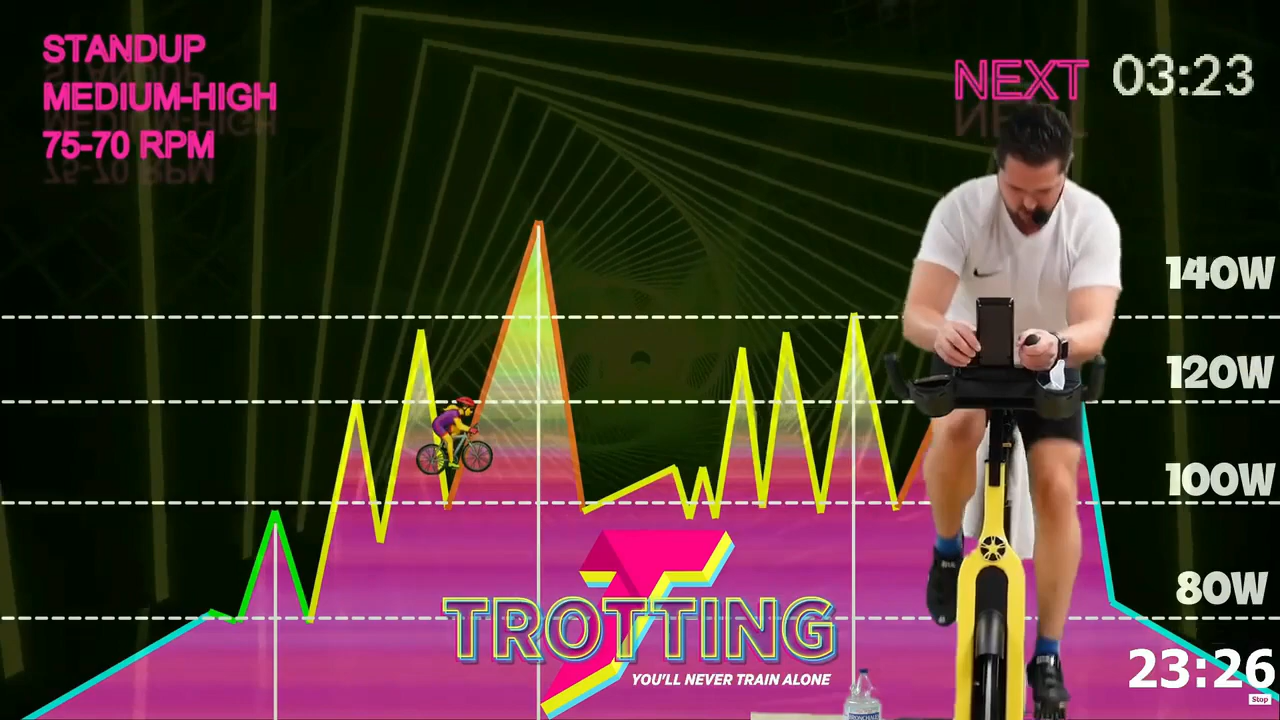 STANDUP
MEDIUM-HIGH
75-70 RPM
NEXT 03:23
140W
120W
100W
80W
TROTTING
YOU'LL NEVER TRAIN ALONE
23:26
Stop